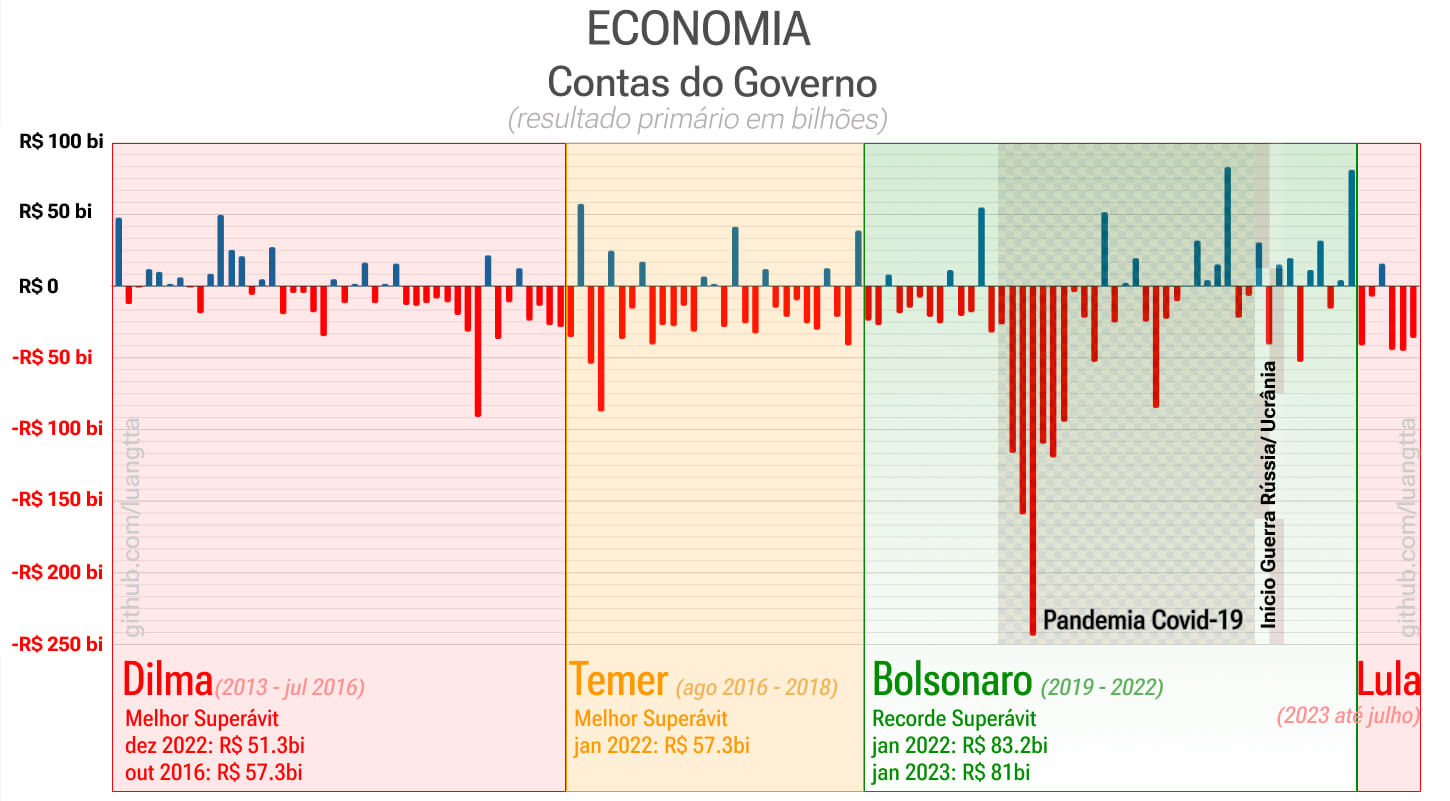 ECONOMIA
Contas do Governo
(resultado primário em bilhões)
R$ 100 bi
R$ 50 bi
R$ 0
-R$ 50 bi
-R$ 100 bi
-R$ 150 bi
-R$ 200 bi
-R$ 250 bi
github.com/luangtta
Pandemia Covid-19
Início Guerra Rússia/ Ucrânia
github.com/luangtta
Dilma (2013 - jul 2016)
Melhor Superávit
dez 2022: R$ 51.3bi
out 2016: R$ 57.3bi
Temer (ago 2016 - 2018)
Melhor Superávit
jan 2022: R$ 57.3bi
Bolsonaro (2019 - 2022)
Recorde Superávit
jan 2022: R$ 83.2bi
jan 2023: R$ 81bi
Lula
(2023 até julho)